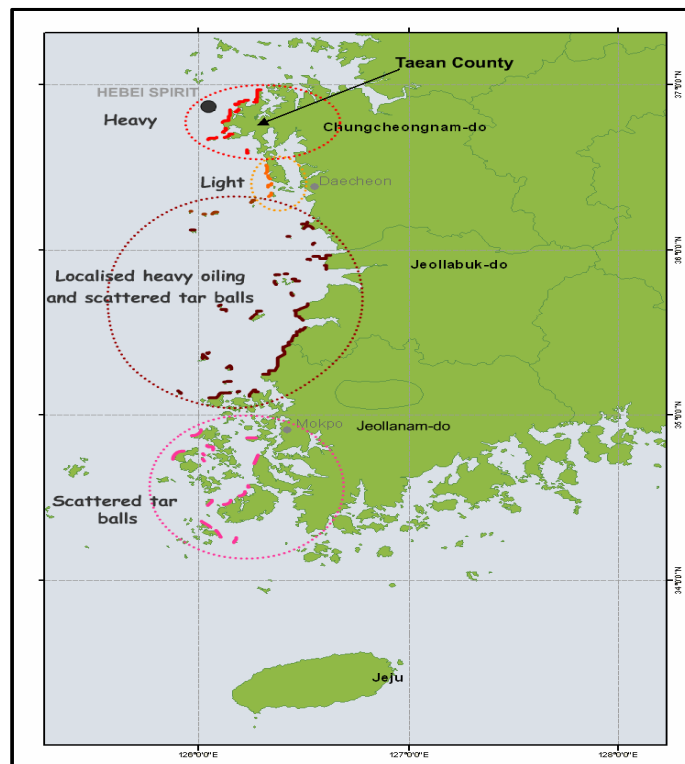 Taean County
37°0'0"N
HEBEI SPIRIT
Heavy
Chungcheongnam-do
Light
Daecheon
36°0'0"N
Localised heavy oiling
and scattered tar balls
Jeollabuk-do
35°0'0"N
Mokpo
Jeollanam-do
Scattered tar
balls
34°0'0"N
Jeju
126°0'0"E
127°0'0"E
128°0'0"E